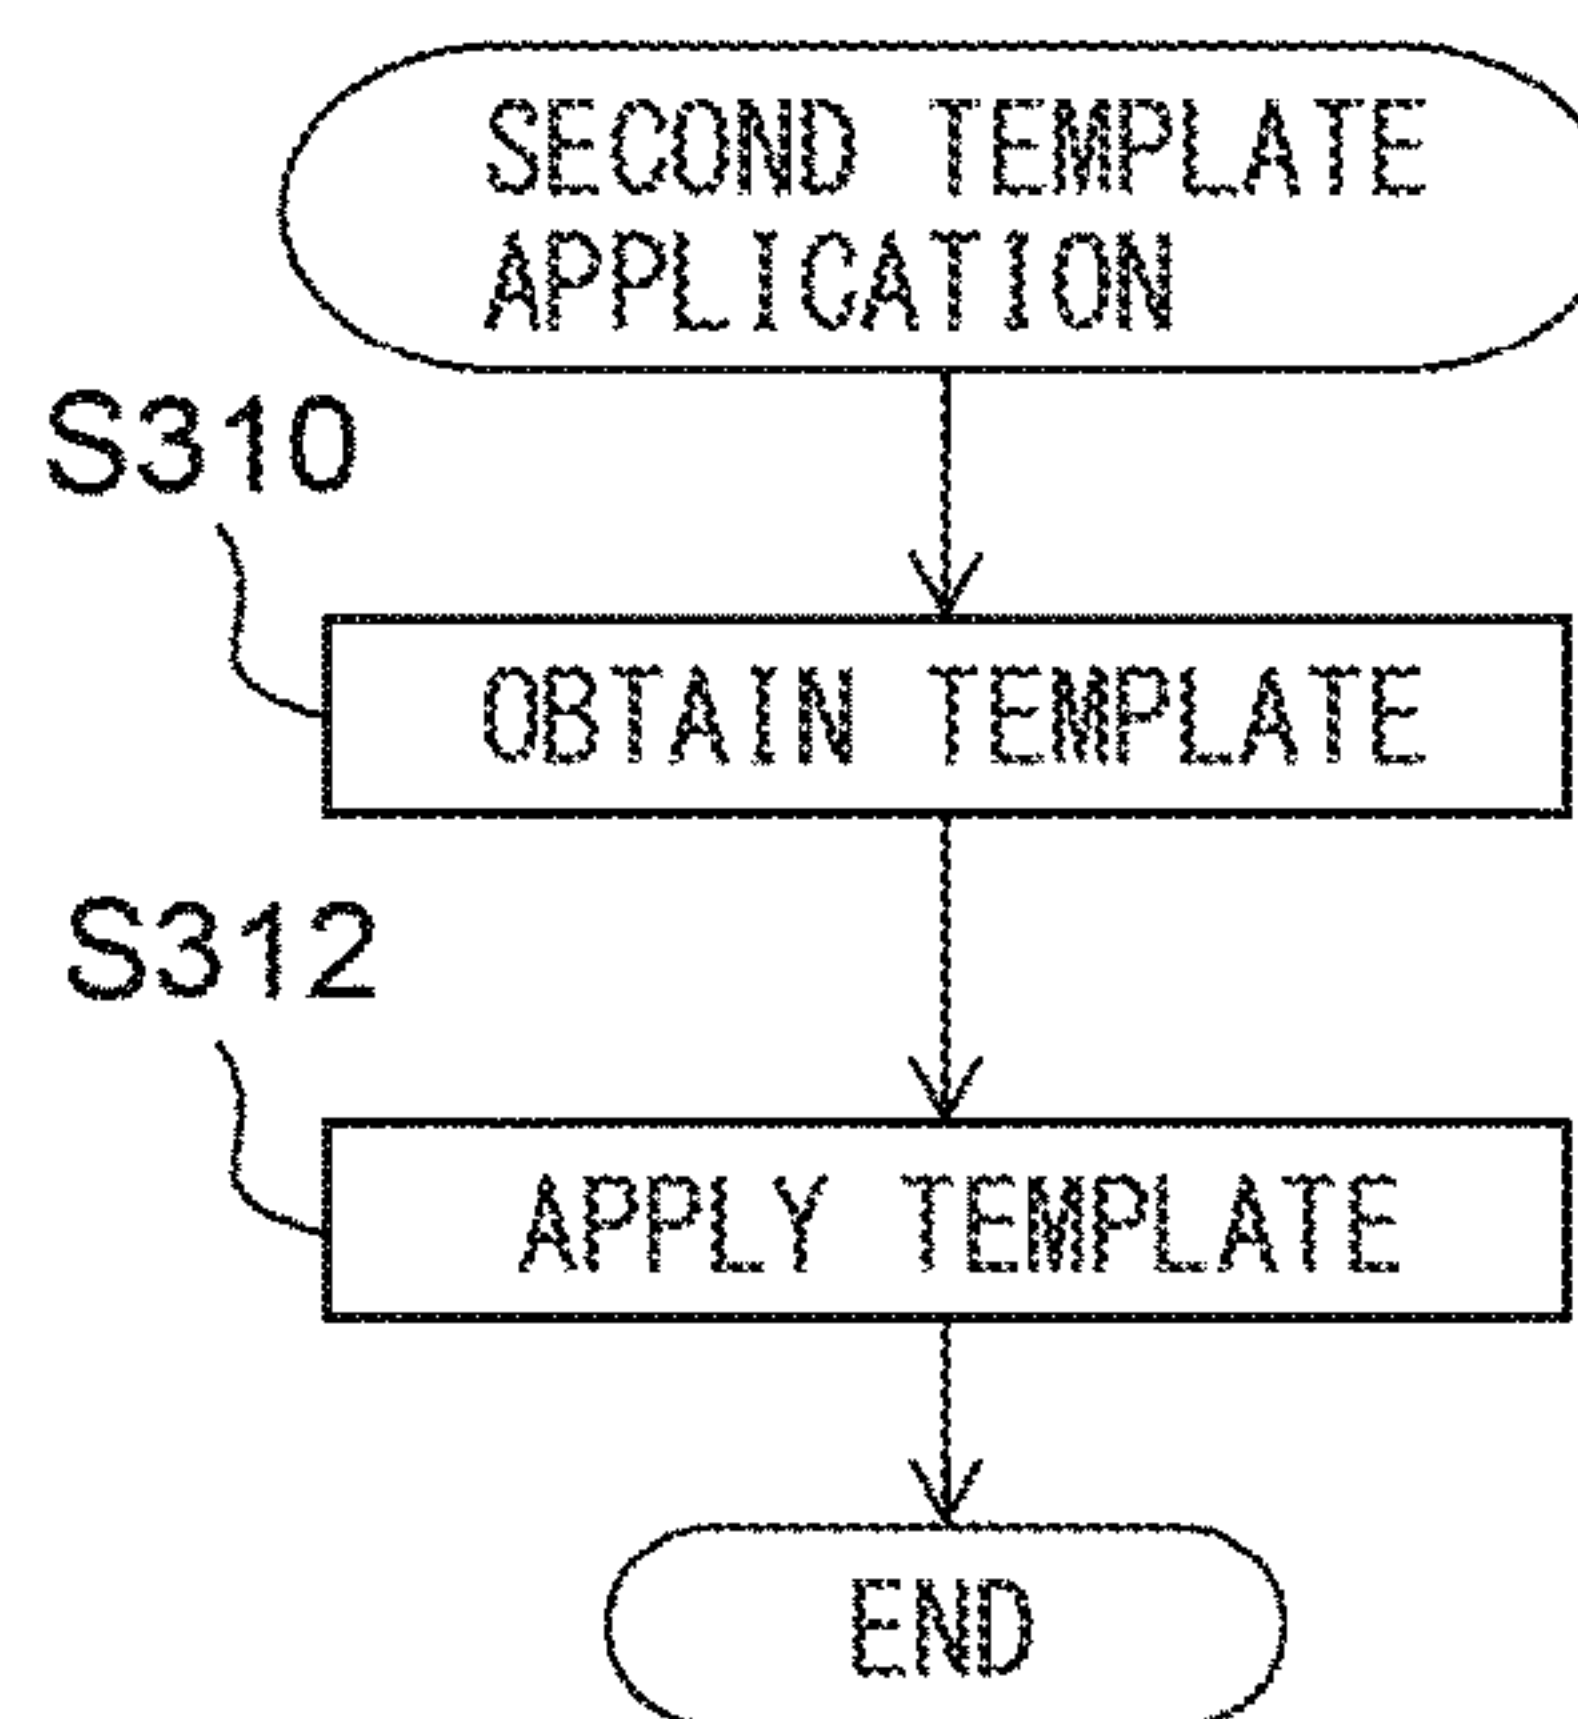 SECOND TEMPLATE
APPLICATION
S310
OBTAIN TEMPLATE
S312
APPLY TEMPLATE
END